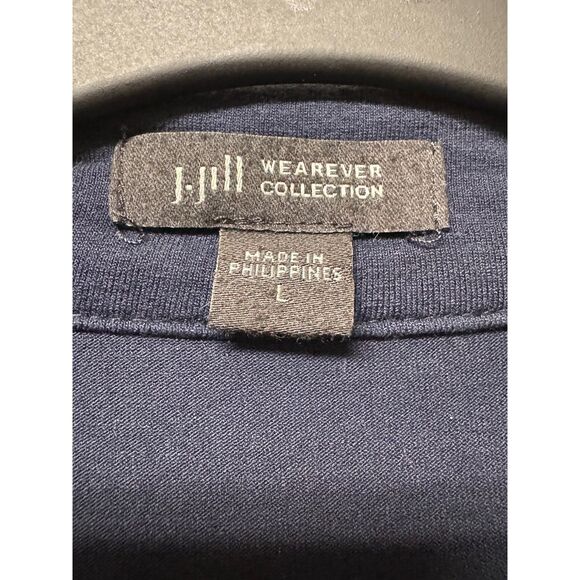 J.Jill WEAREVER
COLLECTION
MADE IN
PHILIPPINES
L